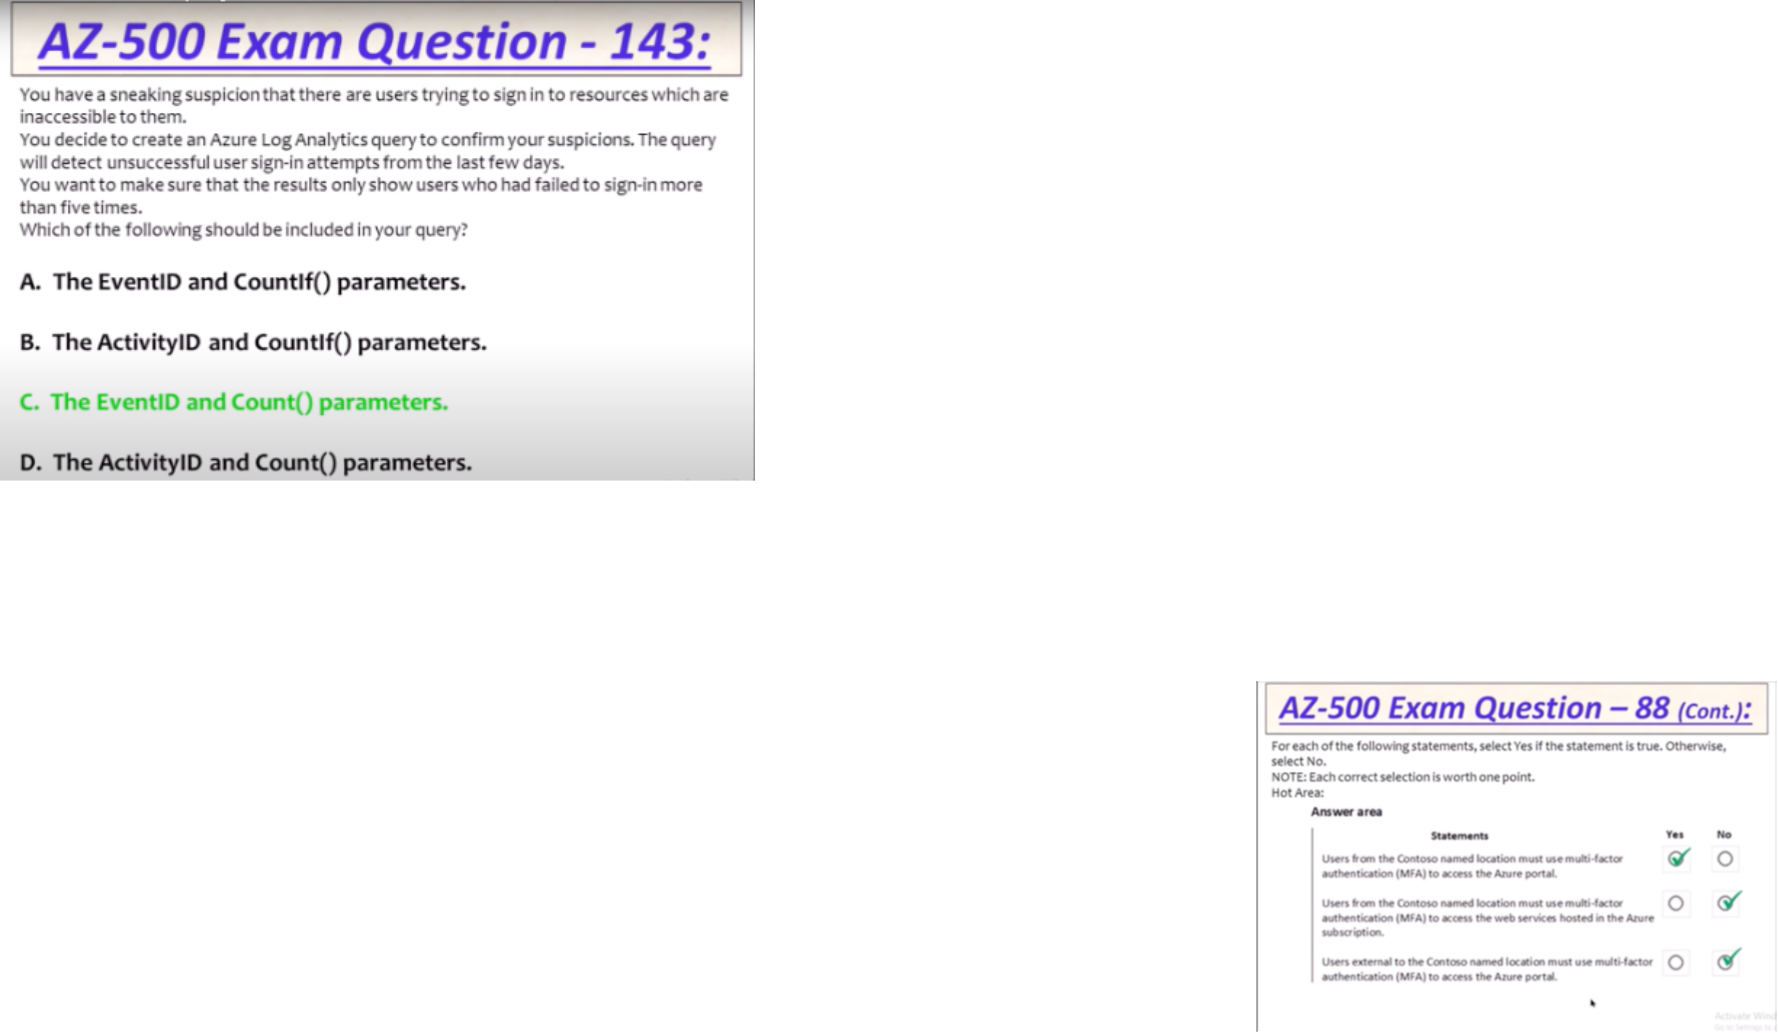 AZ-500 Exam Question - 143:
You have a sneaking suspicion that there are users trying to sign in to resources which are
inaccessible to them.
You decide to create an Azure Log Analytics query to confirm your suspicions. The query
will detect unsuccessful user sign-in attempts from the last few days.
You want to make sure that the results only show users who had failed to sign-in more
than five times.
Which of the following should be included in your query?
A. The EventID and CountIf() parameters.
B. The ActivityID and CountIf() parameters.
C. The EventID and Count() parameters.
D. The ActivityID and Count() parameters.
AZ-500 Exam Question – 88 (Cont.):
For each of the following statements, select Yes if the statement is true. Otherwise,
select No.
NOTE: Each correct selection is worth one point.
Hot Area:
Answer area
Statements Yes No
Users from the Contoso named location must use multi-factor
authentication (MFA) to access the Azure portal.
Users from the Contoso named location must use multi-factor
authentication (MFA) to access the web services hosted in the Azure
subscription.
Users external to the Contoso named location must use multi-factor
authentication (MFA) to access the Azure portal.
Activate Wind